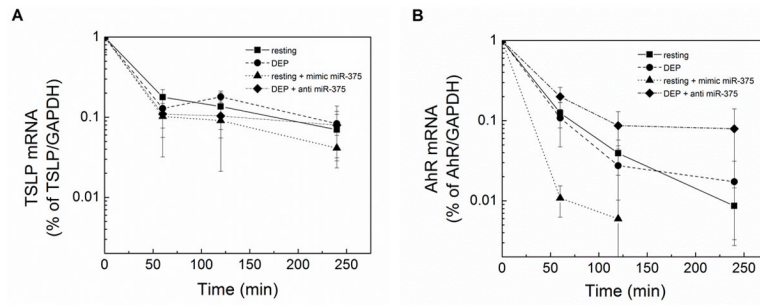 A
TSLP mRNA
(% of TSLP/GAPDH)
1
0.1
0.01
resting
DEP
resting + mimic miR-375
DEP + anti miR-375
0 50 100 150 200 250
Time (min)
B
AhR mRNA
(% of AhR/GAPDH)
1
0.1
0.01
resting
DEP
resting + mimic miR-375
DEP + anti miR-375
0 50 100 150 200 250
Time (min)